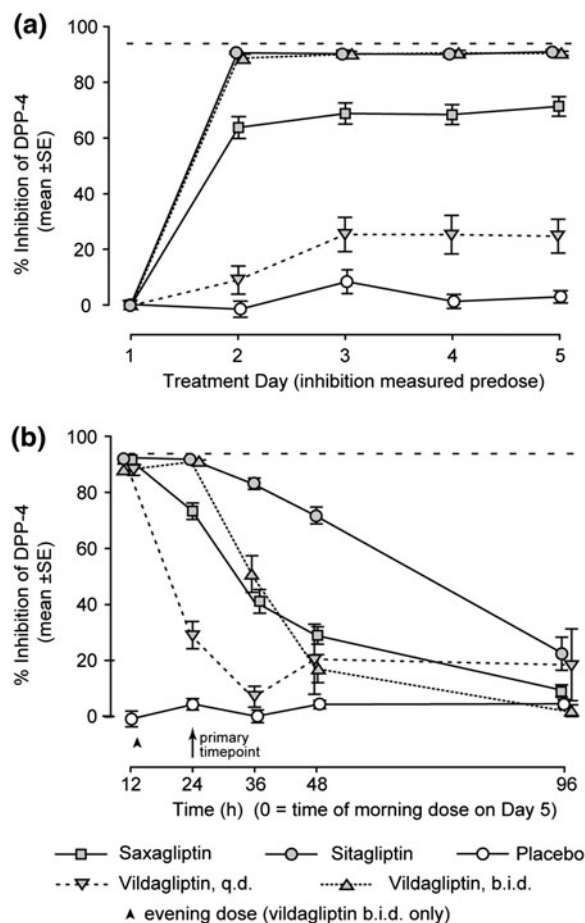 (a)
100
80
60
40
20
0
% Inhibition of DPP-4
(mean ±SE)
1 2 3 4 5
Treatment Day (inhibition measured predose)
(b)
100
80
60
40
20
0
% Inhibition of DPP-4
(mean ±SE)
primary
timepoint
12 24 36 48 96
Time (h) (0 = time of morning dose on Day 5)
Saxagliptin Sitagliptin Placebo
Vildagliptin, q.d. Vildagliptin, b.i.d.
evening dose (vildagliptin b.i.d. only)